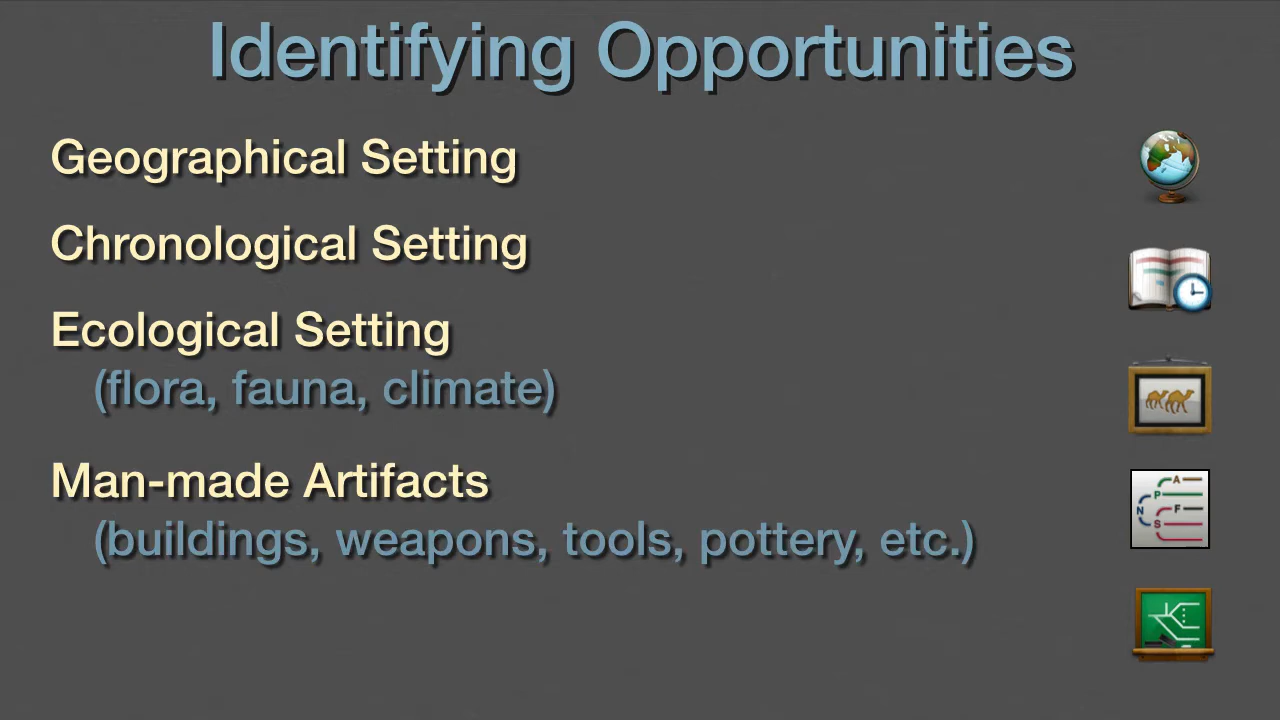 Identifying Opportunities
Geographical Setting
Chronological Setting
Ecological Setting
(flora, fauna, climate)
Man-made Artifacts
(buildings, weapons, tools, pottery, etc.)
A
P
N
F
S